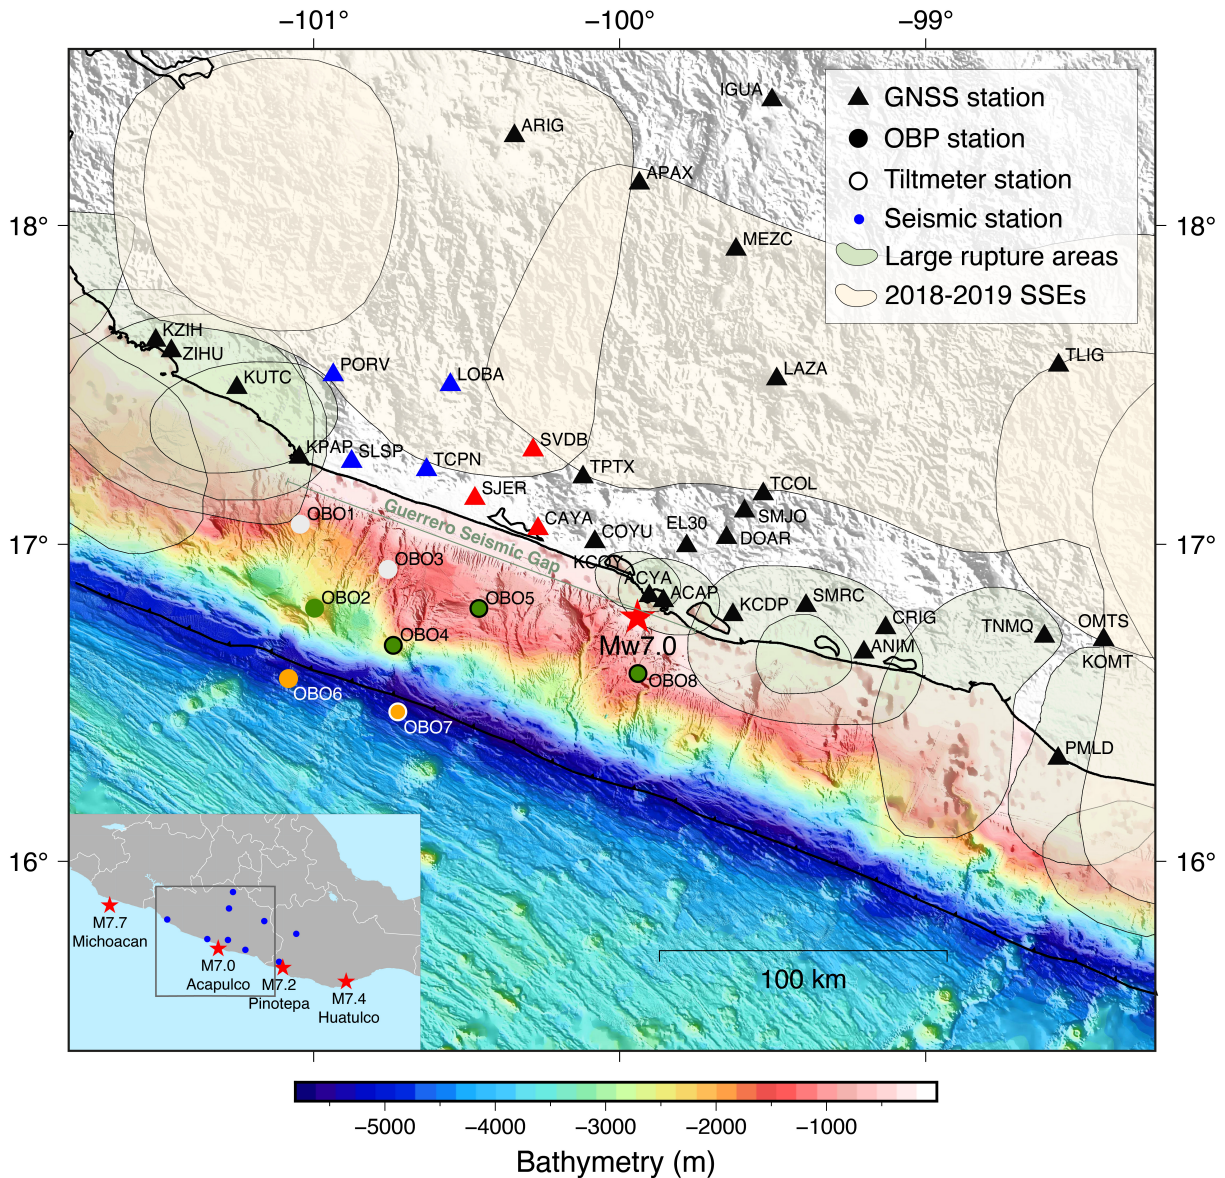 −101°
−100°
−99°
IGUA
ARIG
APAX
MEZC
GNSS station
OBP station
Tiltmeter station
Seismic station
Large rupture areas
2018-2019 SSEs
18°
18°
KZIH
ZIHU
KUTC
PORV
LOBA
LAZA
TLIG
KPAP
SLSP
TCPN
SVDB
TPTX
SJER
TCOL
SMJO
CAYA
COYU
EL30
DOAR
Guerrero Seismic Gap
17°
17°
OBO1
OBO3
OBO2
OBO5
OBO4
ACYA
ACAP
KCDP
SMRC
CRIG
ANIM
TNMQ
OMTS
KOMT
Mw7.0
OBO8
OBO6
OBO7
PMLD
16°
16°
M7.7
Michoacan
M7.0
Acapulco
M7.2
Pinotepa
M7.4
Huatulco
100 km
−5000
−4000
−3000
−2000
−1000
Bathymetry (m)